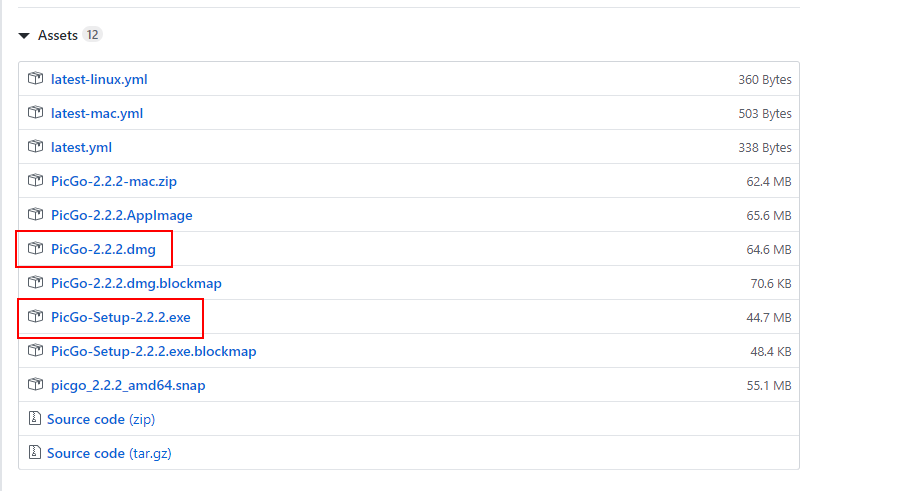 Assets 12
latest-linux.yml 360 Bytes
latest-mac.yml 503 Bytes
latest.yml 338 Bytes
PicGo-2.2.2-mac.zip 62.4 MB
PicGo-2.2.2.AppImage 65.6 MB
PicGo-2.2.2.dmg 64.6 MB
PicGo-2.2.2.dmg.blockmap 70.6 KB
PicGo-Setup-2.2.2.exe 44.7 MB
PicGo-Setup-2.2.2.exe.blockmap 48.4 KB
picgo_2.2.2_amd64.snap 55.1 MB
Source code (zip)
Source code (tar.gz)